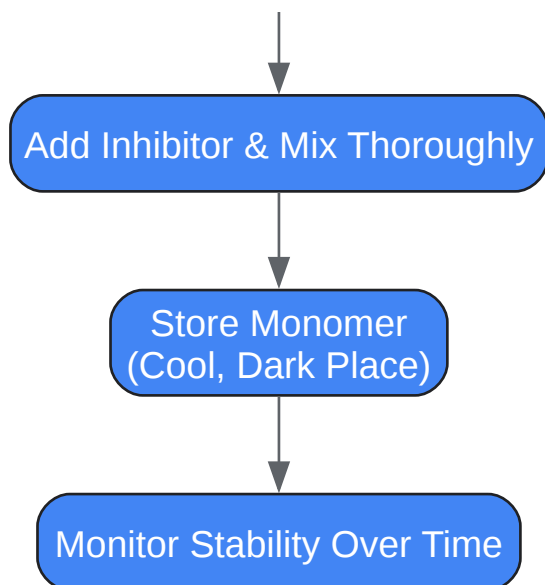 Add Inhibitor & Mix Thoroughly
Store Monomer
(Cool, Dark Place)
Monitor Stability Over Time